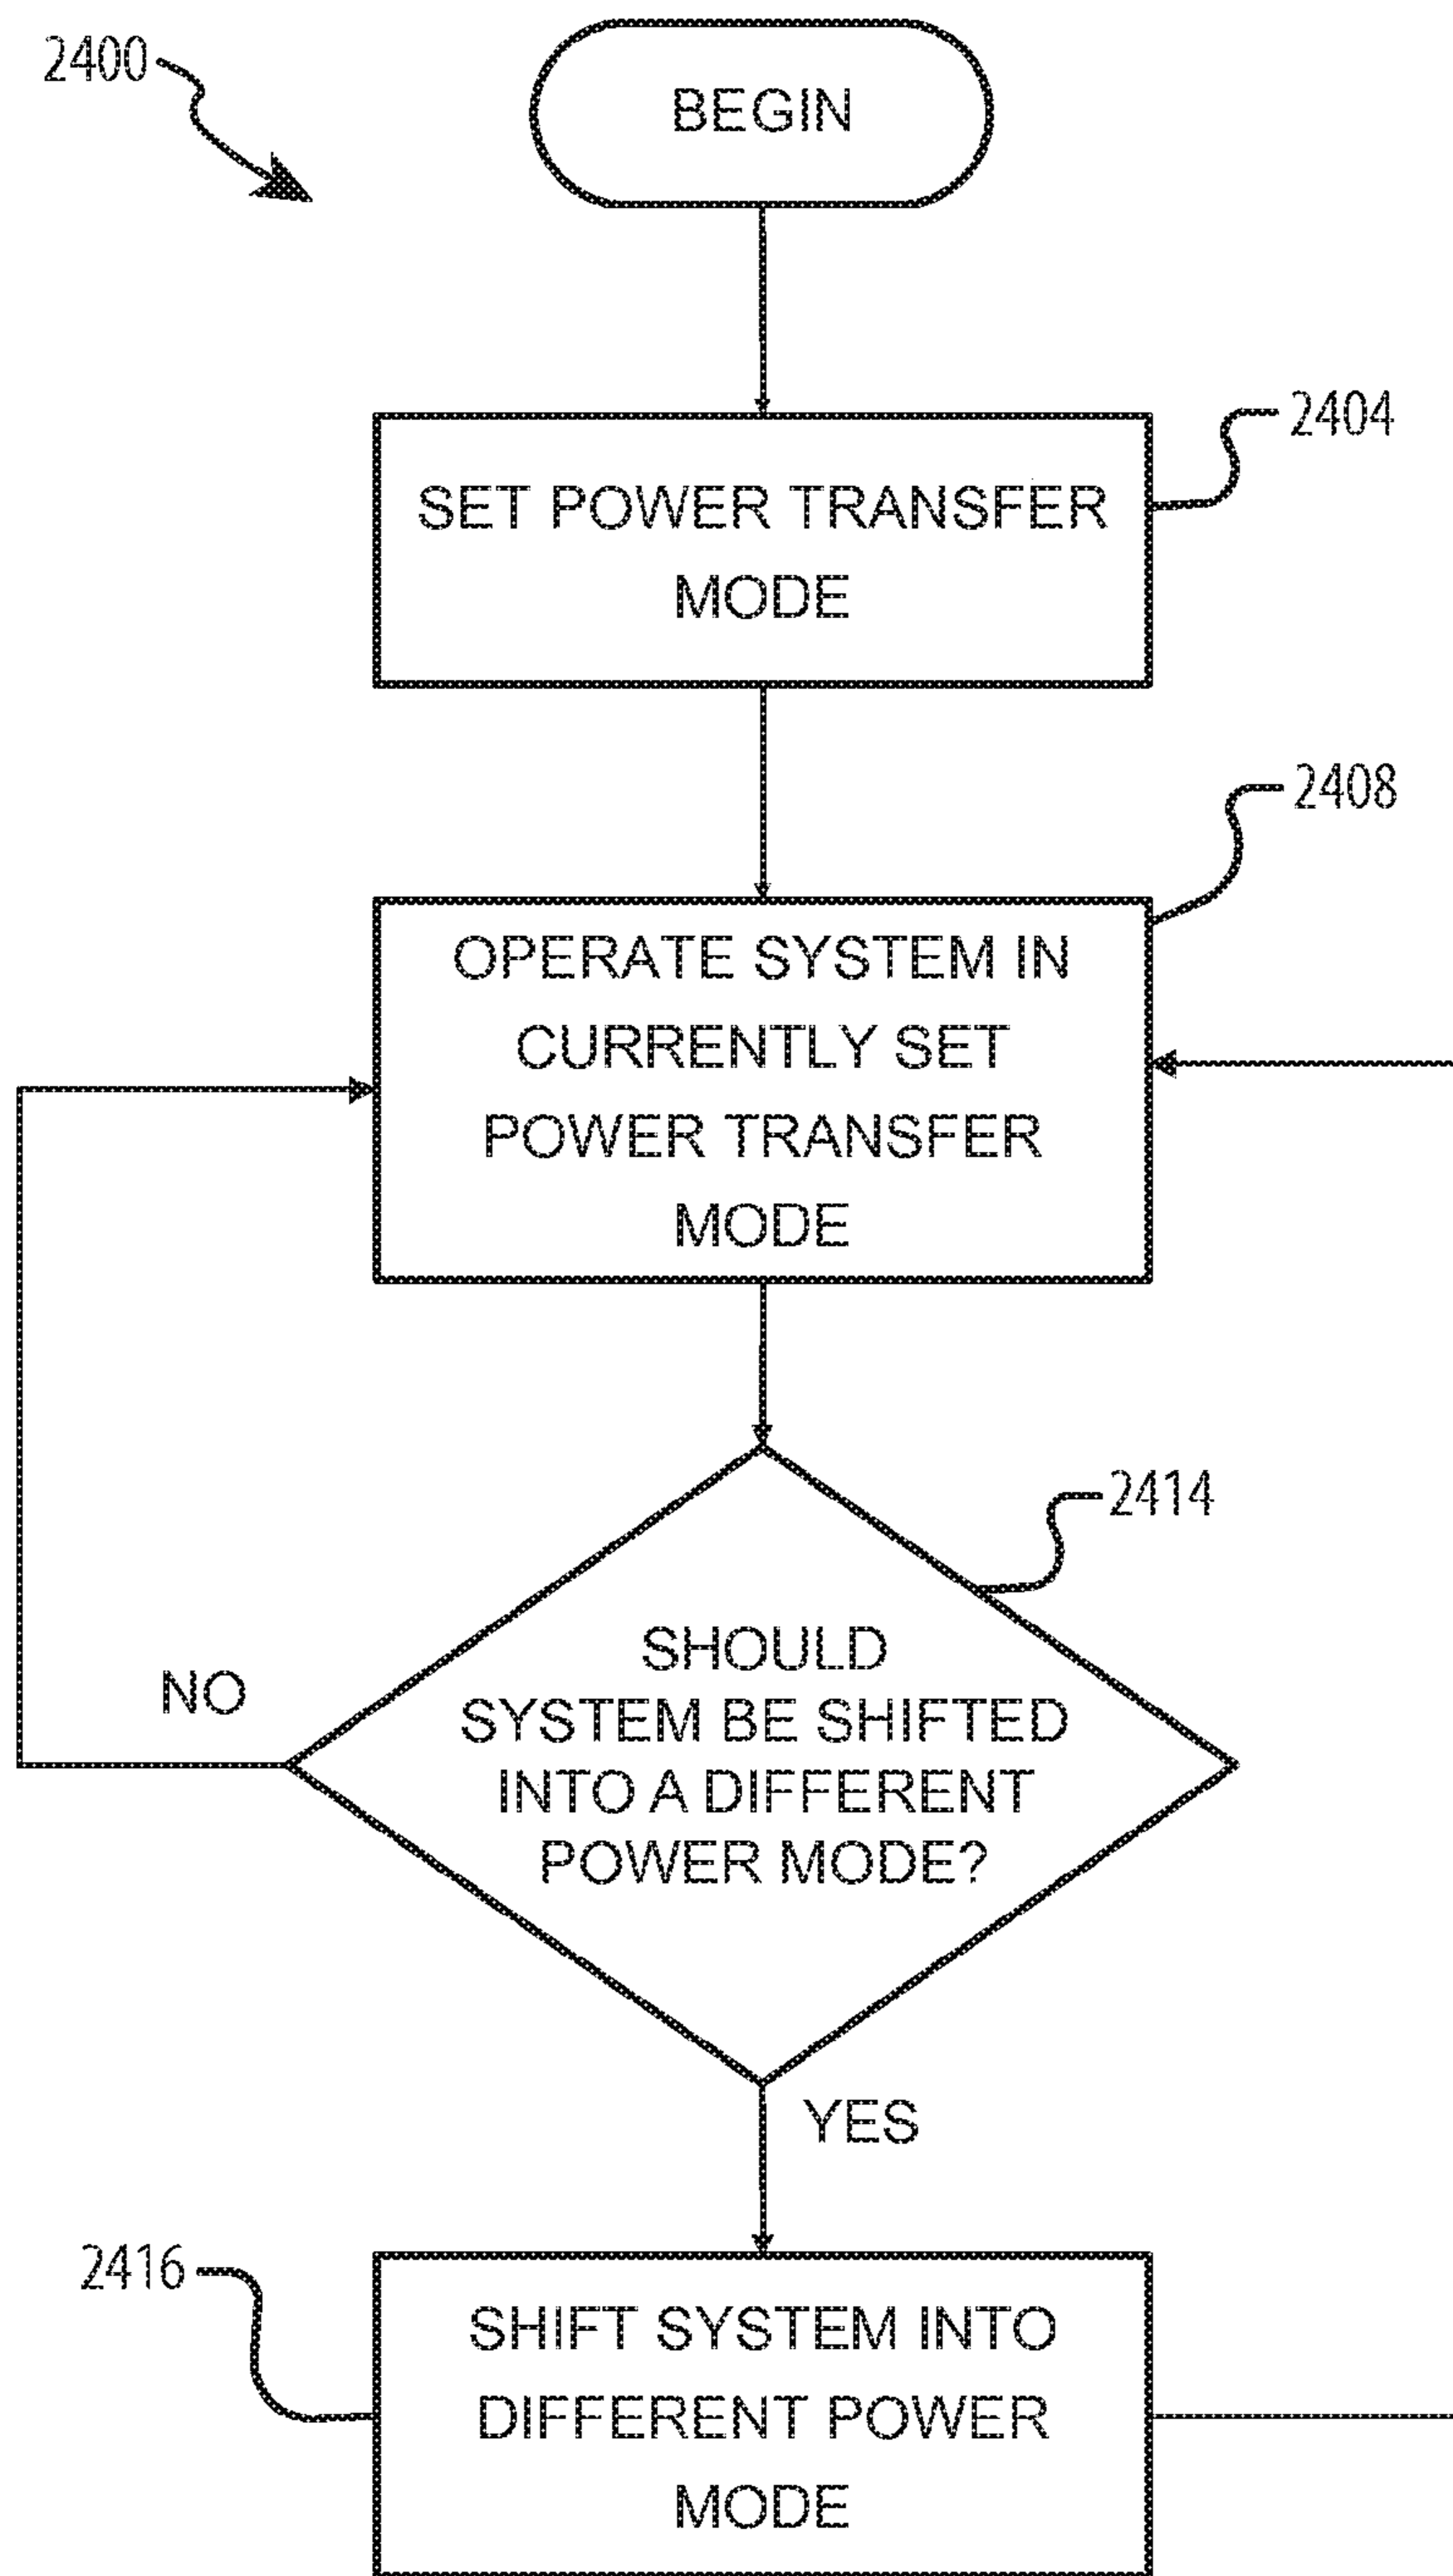 2400
BEGIN
2404
SET POWER TRANSFER
MODE
2408
OPERATE SYSTEM IN
CURRENTLY SET
POWER TRANSFER
MODE
2414
SHOULD
SYSTEM BE SHIFTED
INTO A DIFFERENT
POWER MODE?
NO
YES
2416
SHIFT SYSTEM INTO
DIFFERENT POWER
MODE